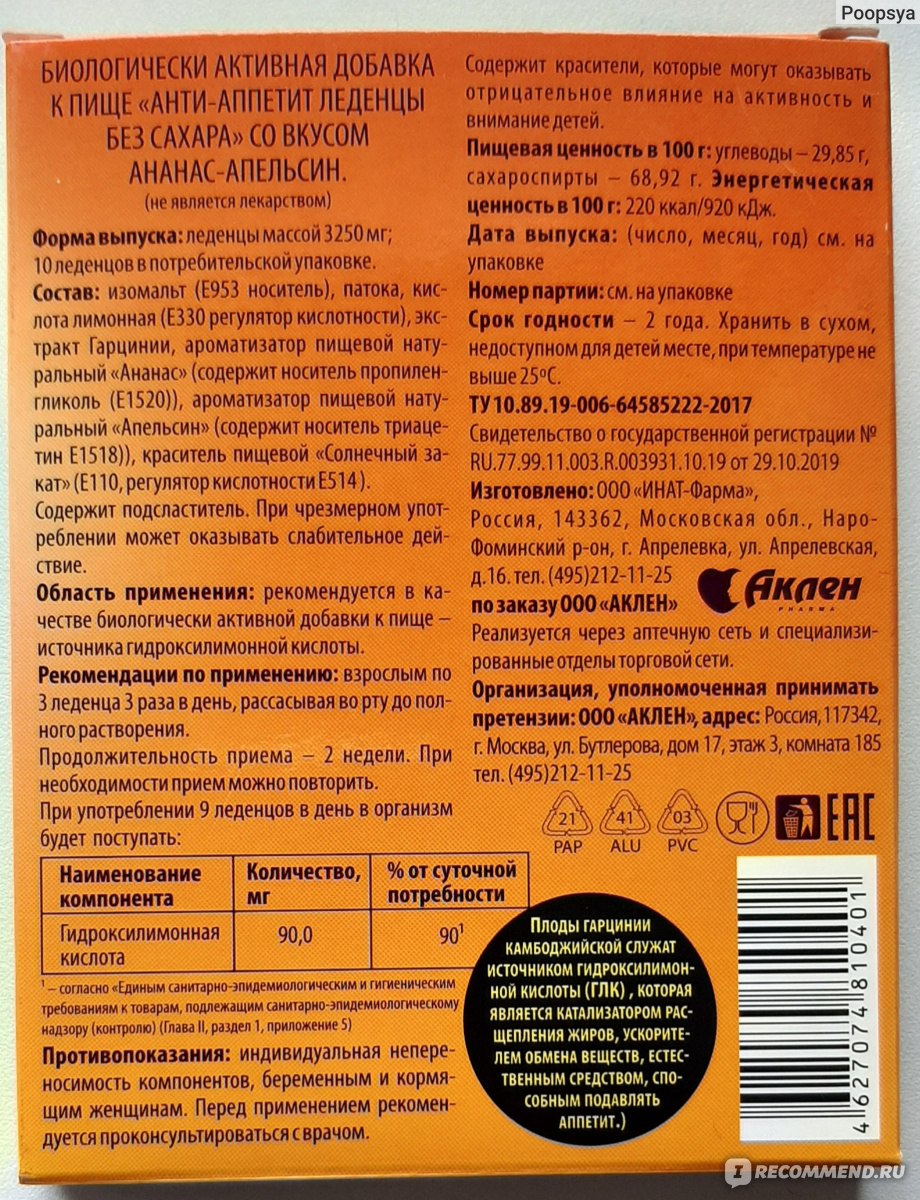 Poopsya
БИОЛОГИЧЕСКИ АКТИВНАЯ ДОБАВКА
К ПИЩЕ «АНТИ-АППЕТИТ ЛЕДЕНЦЫ
БЕЗ САХАРА» СО ВКУСОМ
АНАНАС-АПЕЛЬСИН.
(не является лекарством)
Форма выпуска: леденцы массой 3250 мг;
10 леденцов в потребительской упаковке.
Состав: изомальт (Е953 носитель), патока, кис-
лота лимонная (Е330 регулятор кислотности), экс-
тракт Гарцинии, ароматизатор пищевой нату-
ральный «Ананас» (содержит носитель пропилен-
гликоль (Е1520)), ароматизатор пищевой нату-
ральный «Апельсин» (содержит носитель триаце-
тин Е1518)), краситель пищевой «Солнечный за-
кат» (Е110, регулятор кислотности Е514 ).
Содержит подсластитель. При чрезмерном упот-
реблении может оказывать слабительное дей-
ствие.
Область применения: рекомендуется в ка-
честве биологически активной добавки к пище –
источника гидроксилимонной кислоты.
Рекомендации по применению: взрослым по
3 леденца 3 раза в день, рассасывая во рту до пол-
ного растворения.
Продолжительность приема – 2 недели. При
необходимости прием можно повторить.
При употреблении 9 леденцов в день в организм
будет поступать:
Наименование компонента Количество, мг % от суточной потребности
Гидроксилимонная кислота 90,0 90¹
¹ – согласно «Единым санитарно-эпидемиологическим и гигиеническим
требованиям к товарам, подлежащим санитарно-эпидемиологическому
надзору (контролю) (Глава II, раздел 1, приложение 5)
Противопоказания: индивидуальная непере-
носимость компонентов, беременным и кормя-
щим женщинам. Перед применением рекомен-
дуется проконсультироваться с врачом.
Содержит красители, которые могут оказывать
отрицательное влияние на активность и
внимание детей.
Пищевая ценность в 100 г: углеводы – 29,85 г,
сахароспирты – 68,92 г. Энергетическая
ценность в 100 г: 220 ккал/920 кДж.
Дата выпуска: (число, месяц, год) см. на
упаковке
Номер партии: см. на упаковке
Срок годности – 2 года. Хранить в сухом,
недоступном для детей месте, при температуре не
выше 25ºС.
ТУ 10.89.19-006-64585222-2017
Свидетельство о государственной регистрации №
RU.77.99.11.003.R.003931.10.19 от 29.10.2019
Изготовлено: ООО «ИНАТ-Фарма»,
Россия, 143362, Московская обл., Наро-
Фоминский р-он, г. Апрелевка, ул. Апрелевская,
д.16. тел. (495)212-11-25
по заказу ООО «АКЛЕН»
Аклен
PHARMA
Реализуется через аптечную сеть и специализи-
рованные отделы торговой сети.
Организация, уполномоченная принимать
претензии: ООО «АКЛЕН», адрес: Россия, 117342,
г. Москва, ул. Бутлерова, дом 17, этаж 3, комната 185
тел. (495)212-11-25
21 41 03
PAP ALU PVC
EAC
Плоды гарцинии
камбоджийской служат
источником гидроксилимон-
ной кислоты (ГЛК) , которая
является катализатором рас-
щепления жиров, ускорите-
лем обмена веществ, естес-
твенным средством, спо-
собным подавлять
аппетит.)
4 627074 810401
IRECOMMEND.RU